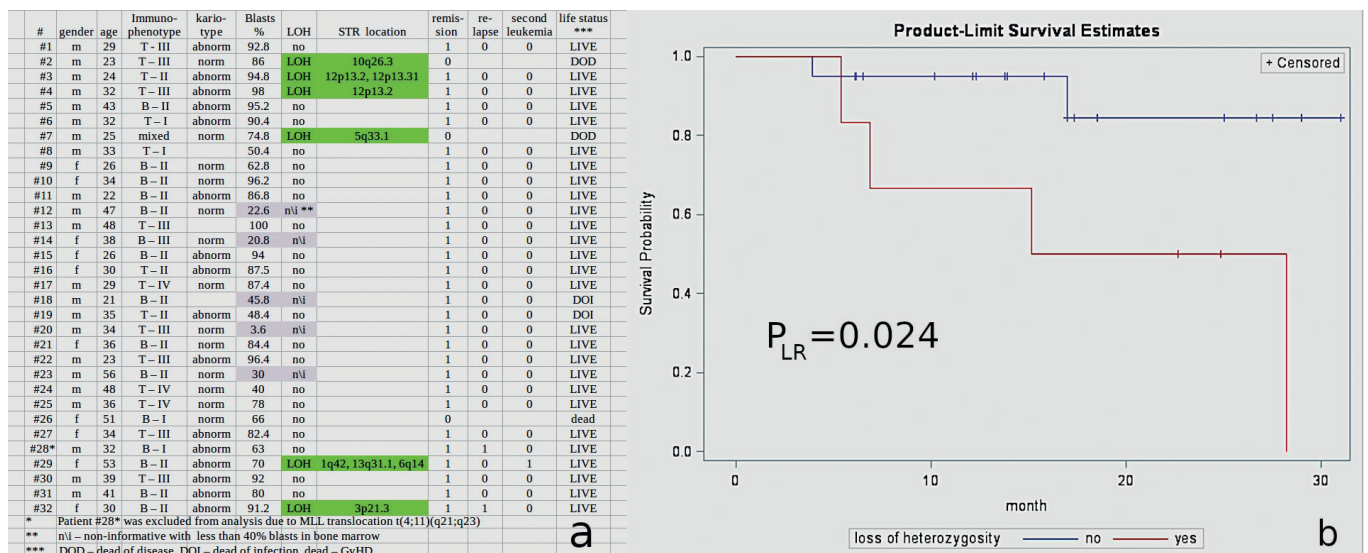 Immuno- kario- Blasts remis- re- second life status
# gender age phenotype type % LOH STR location sion lapse leukemia ***
#1 m 29 T - III abnorm 92.8 no 1 0 0 LIVE
#2 m 23 T – III norm 86 LOH 10q26.3 0 DOD
#3 m 24 T – II abnorm 94.8 LOH 12p13.2, 12p13.31 1 0 0 LIVE
#4 m 32 T – III abnorm 98 LOH 12p13.2 1 0 0 LIVE
#5 m 43 B – II abnorm 95.2 no 1 0 0 LIVE
#6 m 32 T – I abnorm 90.4 no 1 0 0 LIVE
#7 m 25 mixed norm 74.8 LOH 5q33.1 0 DOD
#8 m 33 T – I 50.4 no 1 0 0 LIVE
#9 f 26 B – II norm 62.8 no 1 0 0 LIVE
#10 f 34 B – II norm 96.2 no 1 0 0 LIVE
#11 m 22 B – II abnorm 86.8 no 1 0 0 LIVE
#12 m 47 B – II norm 22.6 n\i ** 1 0 0 LIVE
#13 m 48 T – III 100 no 1 0 0 LIVE
#14 f 38 B – III norm 20.8 n\i 1 0 0 LIVE
#15 f 26 B – II abnorm 94 no 1 0 0 LIVE
#16 f 30 T – II abnorm 87.5 no 1 0 0 LIVE
#17 m 29 T – IV norm 87.4 no 1 0 0 LIVE
#18 m 21 B – II 45.8 n\i 1 0 0 DOI
#19 m 35 T – II abnorm 48.4 no 1 0 0 DOI
#20 m 34 T – III norm 3.6 n\i 1 0 0 LIVE
#21 f 36 B – II norm 84.4 no 1 0 0 LIVE
#22 m 23 T – III abnorm 96.4 no 1 0 0 LIVE
#23 m 56 B – II norm 30 n\i 1 0 0 LIVE
#24 m 48 T – IV norm 40 no 1 0 0 LIVE
#25 m 36 T – IV norm 78 no 1 0 0 LIVE
#26 f 51 B – I norm 66 no 0 dead
#27 f 34 T – III abnorm 82.4 no 1 0 0 LIVE
#28* m 32 B – I abnorm 63 no 1 1 0 LIVE
#29 f 53 B – II abnorm 70 LOH 1q42, 13q31.1, 6q14 1 0 1 LIVE
#30 m 39 T – III abnorm 92 no 1 0 0 LIVE
#31 m 41 B – II abnorm 80 no 1 0 0 LIVE
#32 f 30 B – II abnorm 91.2 LOH 3p21.3 1 1 0 LIVE
* Patient #28* was excluded from analysis due to MLL translocation t(4;11)(q21;q23)
** n\i – non-informative with less than 40% blasts in bone marrow
*** DOD – dead of disease, DOI – dead of infection, dead – GvHD
a
Product-Limit Survival Estimates
+ Censored
1.0
0.8
0.6
0.4
0.2
0.0
Survival Probability
PLR=0.024
0 10 20 30
month
loss of heterozygosity no yes
b